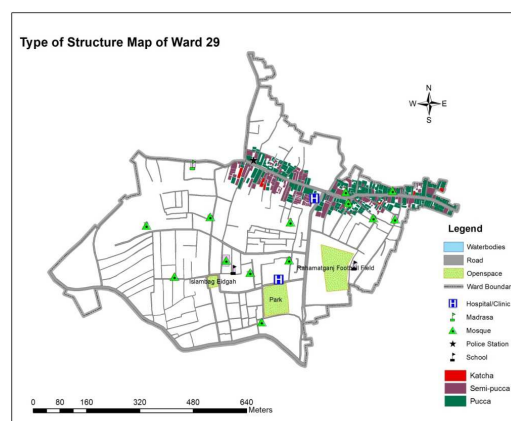 Type of Structure Map of Ward 29
N
W E
S
Rahamatganj Football Field
Islambag Eidgah
Park
Legend
Waterbodies
Road
Openspace
Ward Boundar
H Hospital/Clinic
Madrasa
Mosque
Police Station
School
Katcha
Semi-pucca
Pucca
0 80 160 320 480 640
Meters
H
H